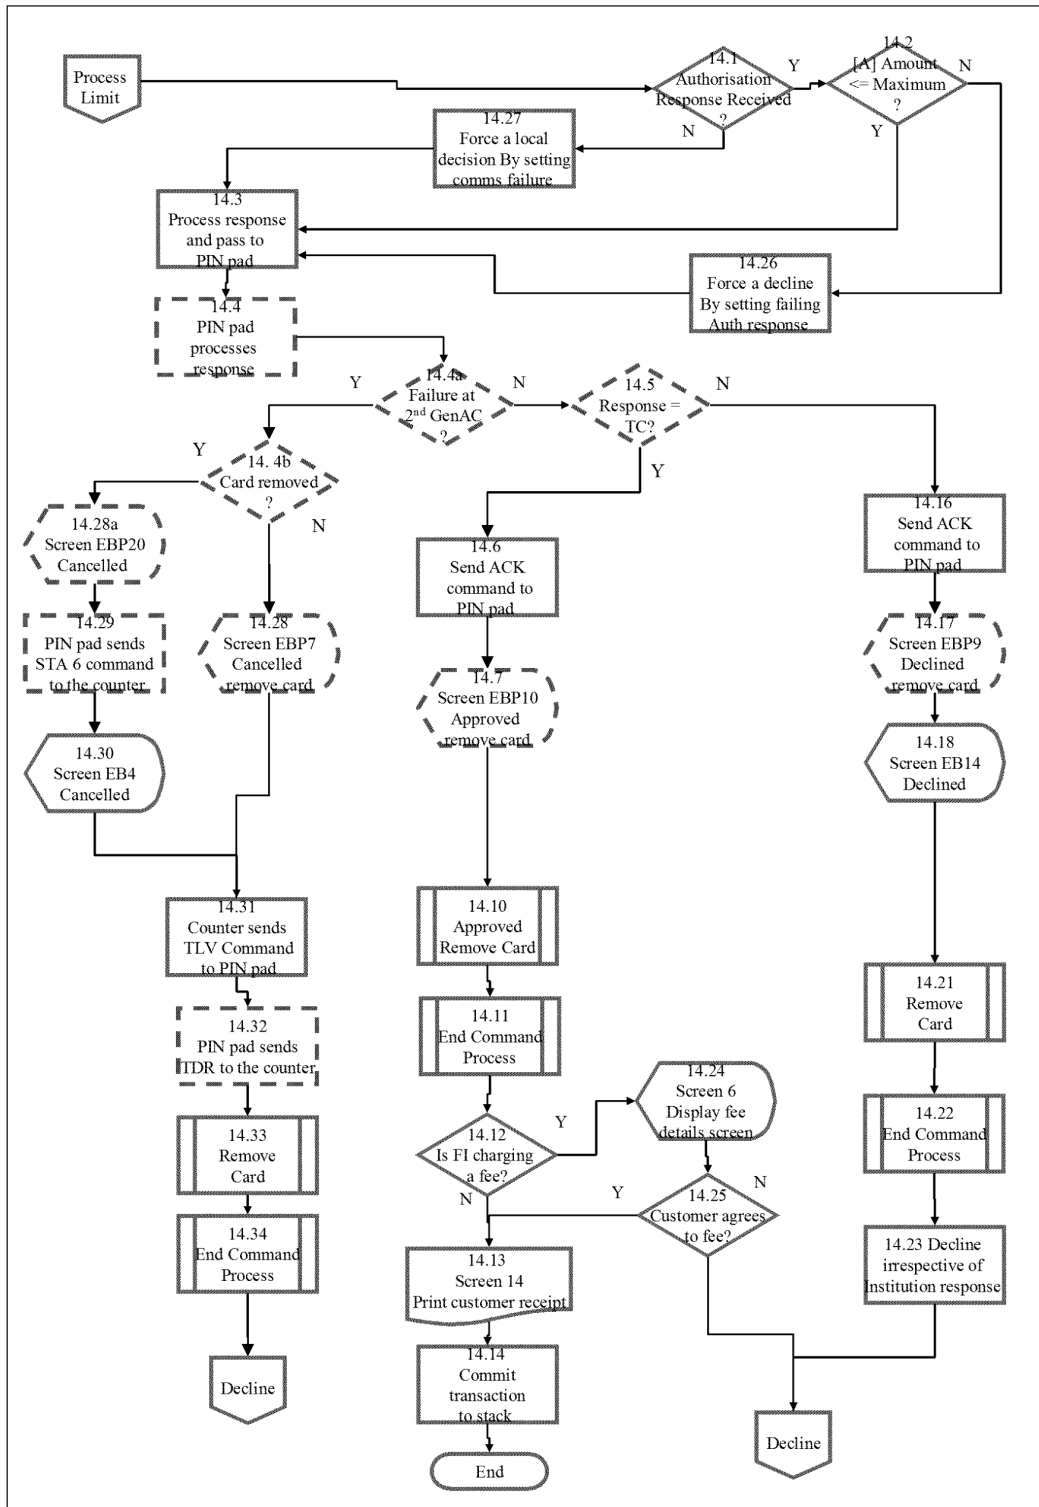 Process
Limit
14.1
Authorisation
Response Received
?
Y
N
14.2
[A] Amount
<= Maximum
?
N
Y
14.27
Force a local
decision By setting
comms failure
14.3
Process response
and pass to
PIN pad
14.26
Force a decline
By setting failing
Auth response
14.4
PIN pad
processes
response
Y
14.4a
Failure at
2nd GenAC
?
N
14.5
Response =
TC?
N
Y
Y
14. 4b
Card removed
?
N
14.28a
Screen EBP20
Cancelled
14.29
PIN pad sends
STA 6 command
to the counter
14.28
Screen EBP7
Cancelled
remove card
14.30
Screen EB4
Cancelled
14.6
Send ACK
command to
PIN pad
14.7
Screen EBP10
Approved
remove card
14.16
Send ACK
command to
PIN pad
14.17
Screen EBP9
Declined
remove card
14.18
Screen EB14
Declined
14.31
Counter sends
TLV Command
to PIN pad
14.32
PIN pad sends
TDR to the counter
14.33
Remove
Card
14.34
End Command
Process
Decline
14.10
Approved
Remove Card
14.11
End Command
Process
14.12
Is FI charging
a fee?
Y
N
14.24
Screen 6
Display fee
details screen
Y
14.25
Customer agrees
to fee?
N
14.13
Screen 14
Print customer receipt
14.14
Commit
transaction
to stack
End
14.21
Remove
Card
14.22
End Command
Process
14.23 Decline
irrespective of
Institution response
Decline